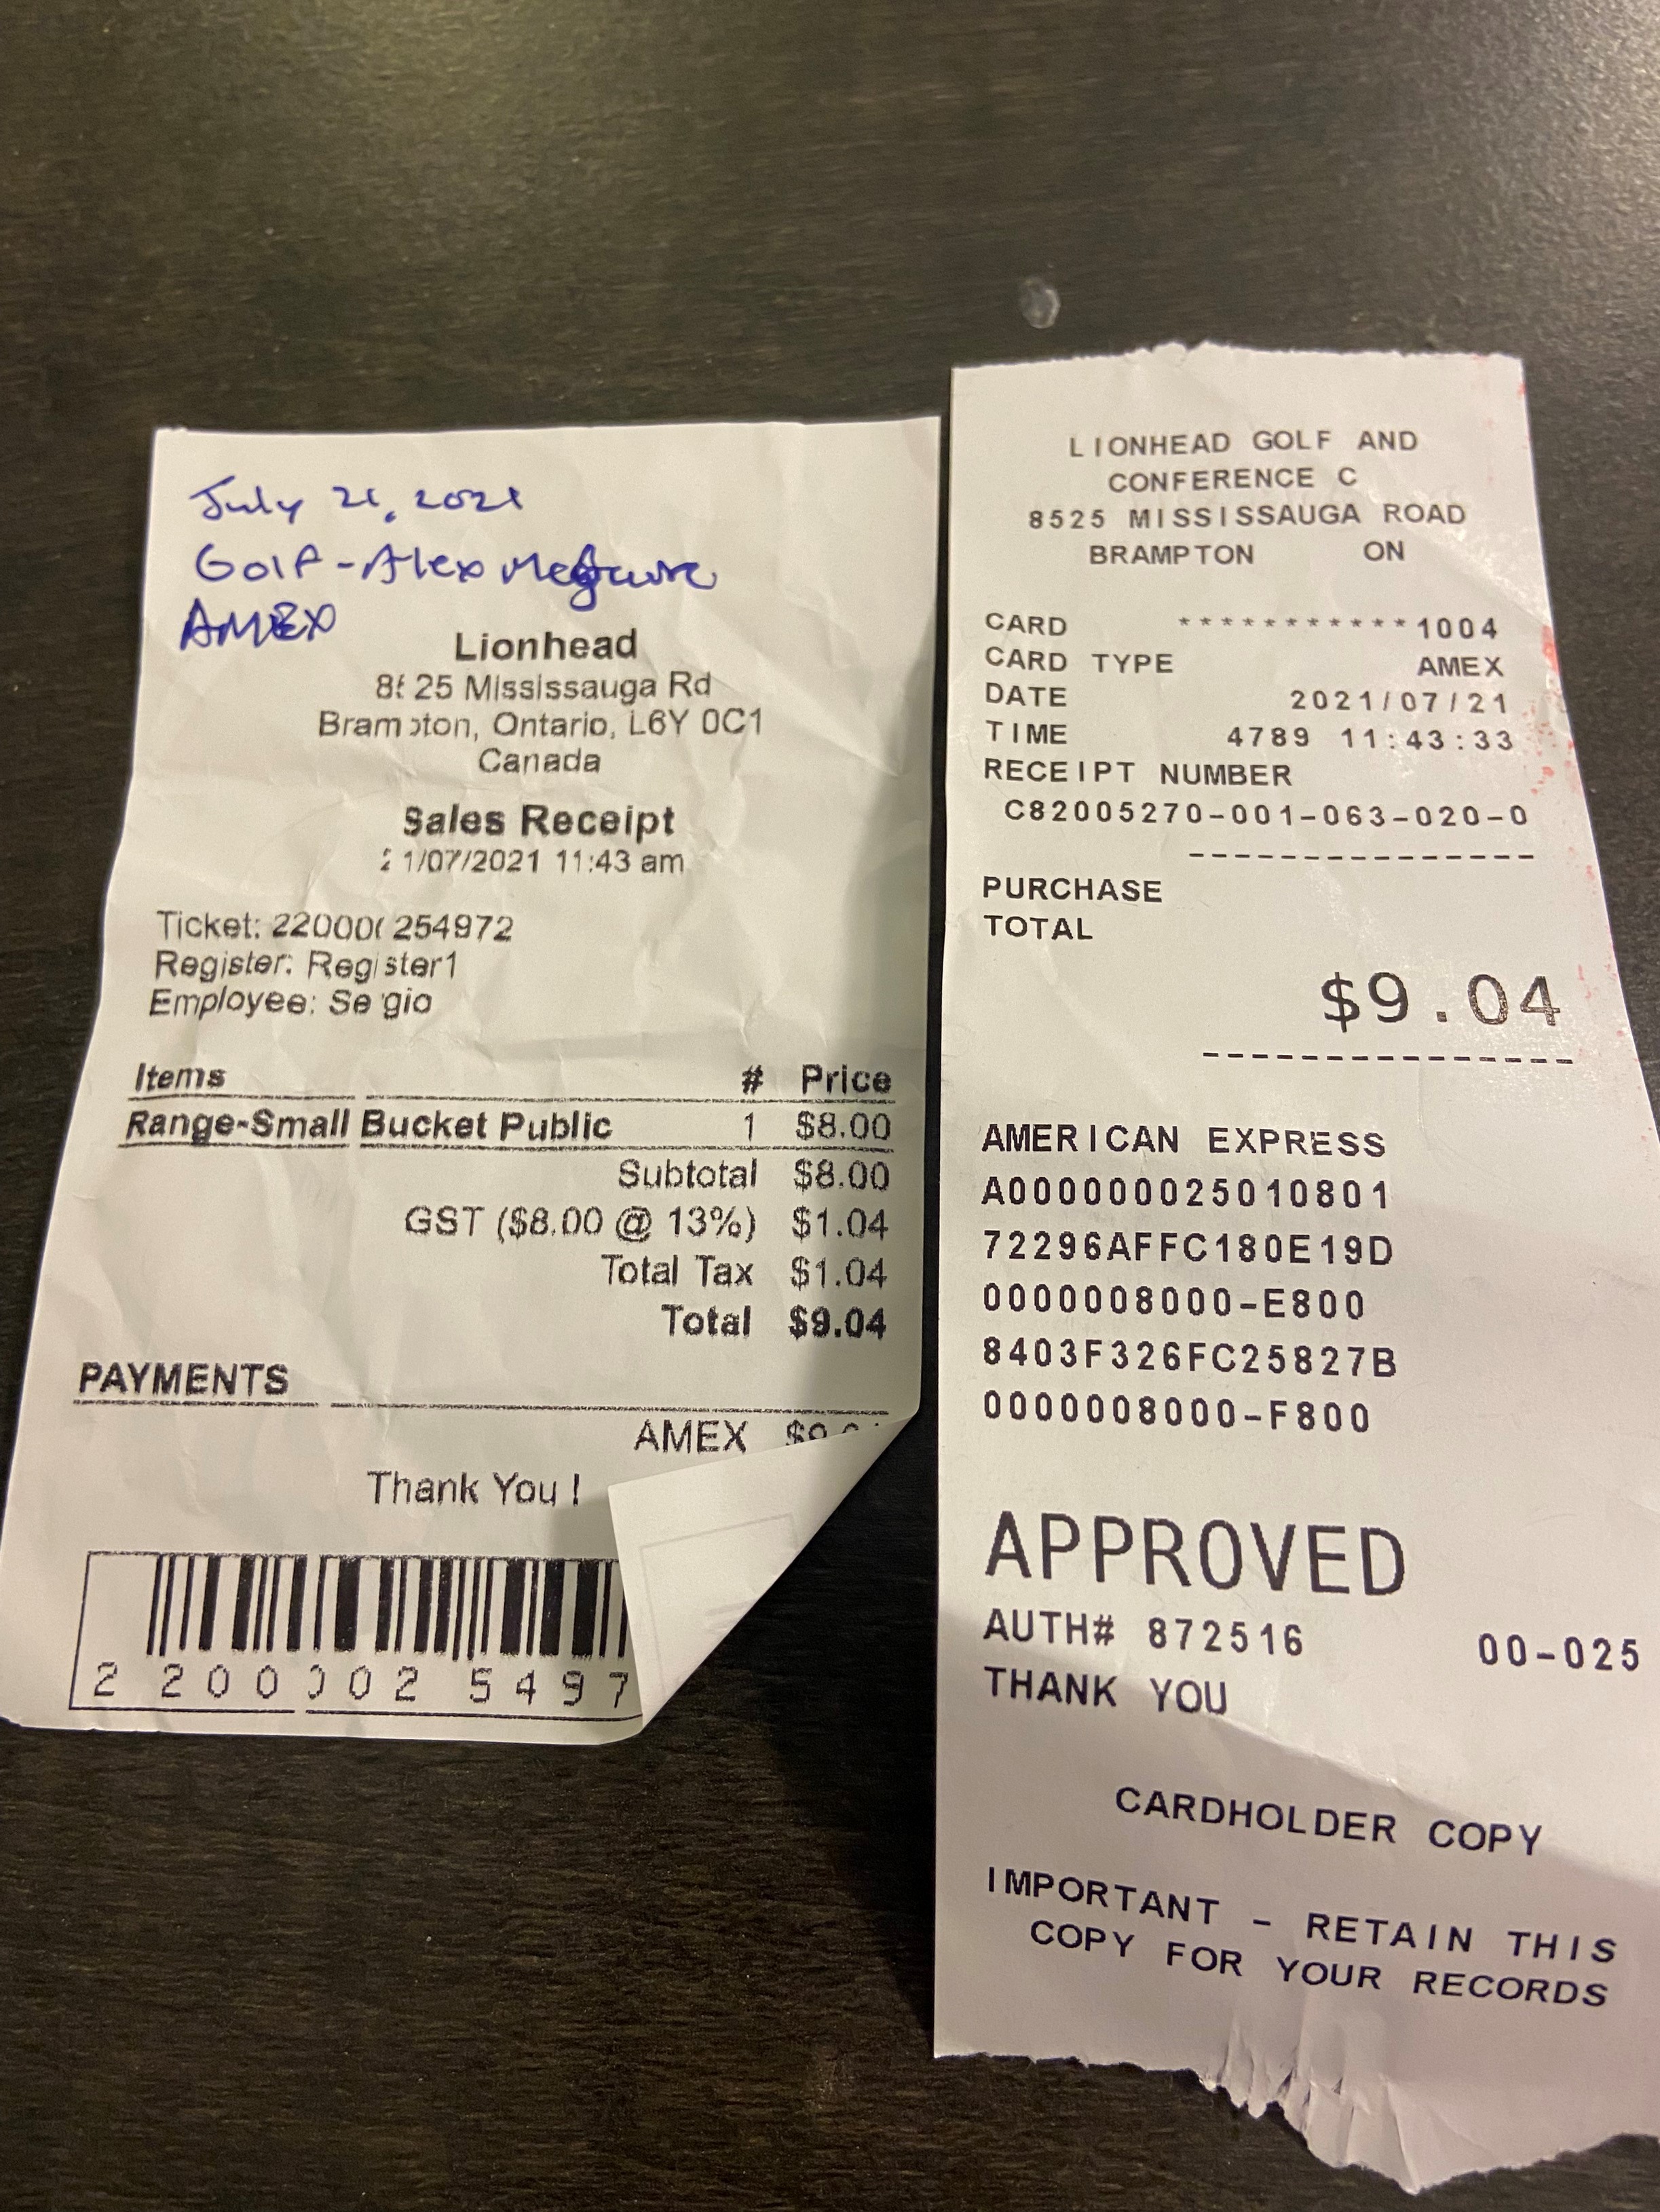 July 21, 2021
Golf - Alex McGuire
AMEX
Lionhead
8525 Mississauga Rd
Brampton, Ontario, L6Y 0C1
Canada
Sales Receipt
21/07/2021 11:43 am
Ticket: 220000254972
Register: Register1
Employee: Sergio
Items # Price
Range-Small Bucket Public 1 $8.00
Subtotal $8.00
GST ($8.00 @ 13%) $1.04
Total Tax $1.04
Total $9.04
PAYMENTS
AMEX
Thank You !
2 200002 5497
LIONHEAD GOLF AND
CONFERENCE C
8525 MISSISSAUGA ROAD
BRAMPTON ON
CARD ***********1004
CARD TYPE AMEX
DATE 2021/07/21
TIME 4789 11:43:33
RECEIPT NUMBER
C82005270-001-063-020-0
---------------
PURCHASE
TOTAL
$9.04
---------------
AMERICAN EXPRESS
A000000025010801
72296AFFC180E19D
0000008000-E800
8403F326FC25827B
0000008000-F800
APPROVED
AUTH# 872516 00-025
THANK YOU
CARDHOLDER COPY
IMPORTANT - RETAIN THIS
COPY FOR YOUR RECORDS